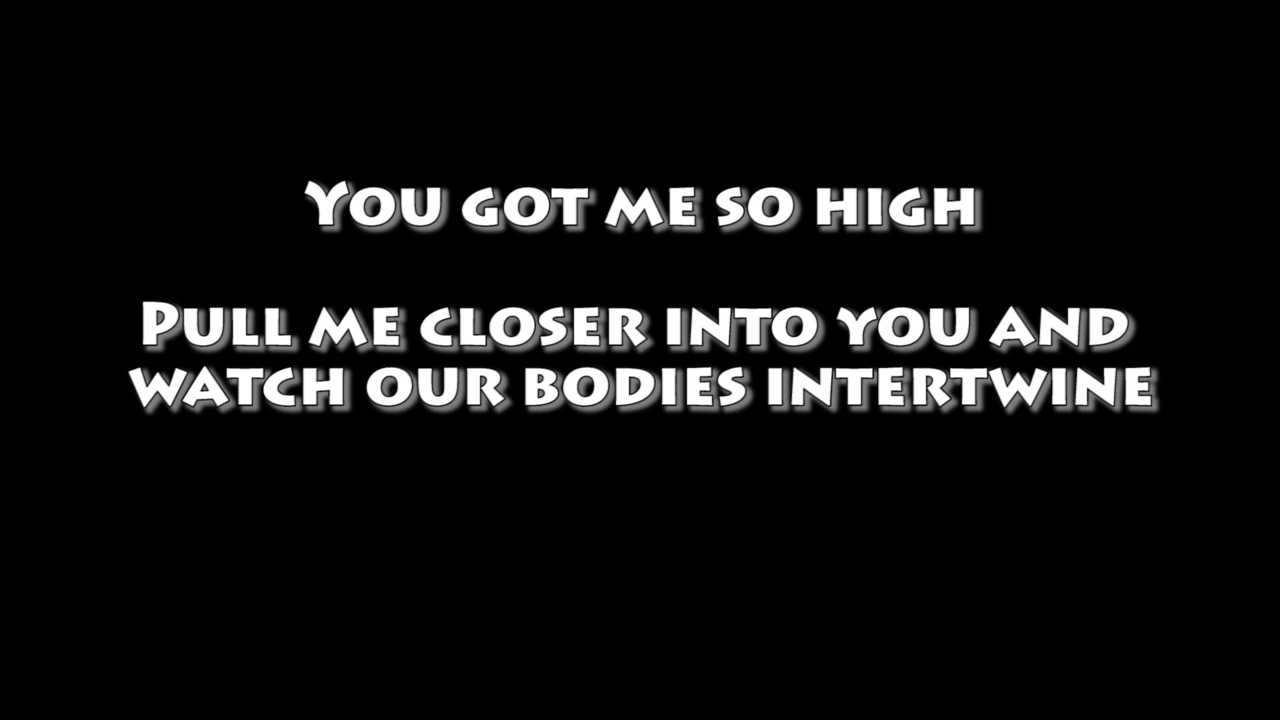 You got me so high
Pull me closer into you and
watch our bodies intertwine